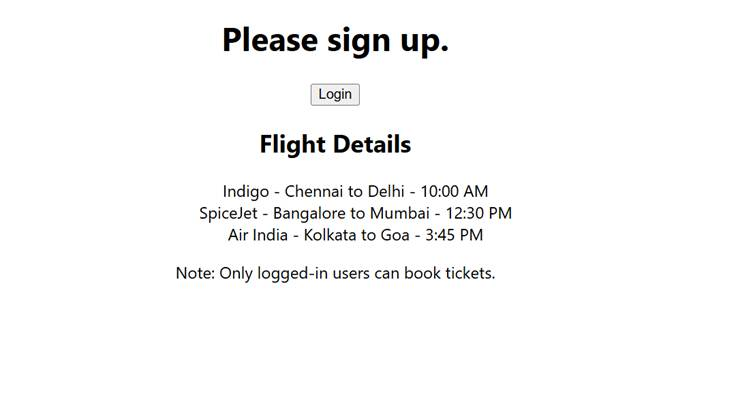 Please sign up.
Login
Flight Details
Indigo - Chennai to Delhi - 10:00 AM
SpiceJet - Bangalore to Mumbai - 12:30 PM
Air India - Kolkata to Goa - 3:45 PM
Note: Only logged-in users can book tickets.